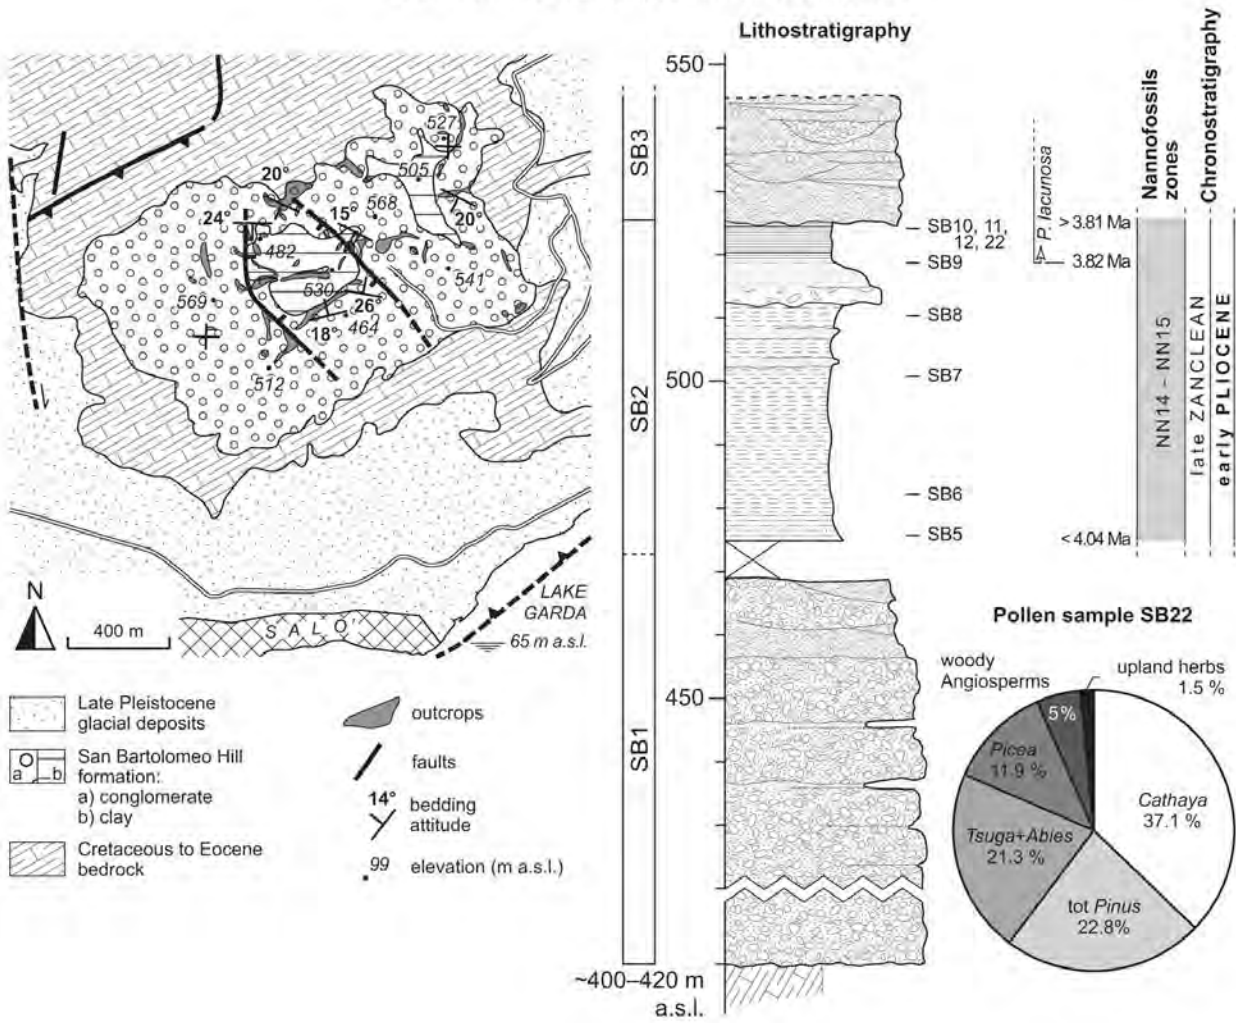 527
505
20°
568
15°
20°
24°
482
541
530
569
26°
464
18°
512
N
400 m
SALO'
LAKE
GARDA
65 m a.s.l.
Late Pleistocene
glacial deposits
San Bartolomeo Hill
formation:
a) conglomerate
b) clay
a
b
Cretaceous to Eocene
bedrock
outcrops
faults
14°
bedding
attitude
99
elevation (m a.s.l.)
Lithostratigraphy
550
500
450
~400–420 m
a.s.l.
SB3
SB2
SB1
SB10, 11,
12, 22
SB9
SB8
SB7
SB6
SB5
P. lacunosa
> 3.81 Ma
3.82 Ma
< 4.04 Ma
Nannofossils
zones
NN14 - NN15
Chronostratigraphy
late ZANCLEAN
early PLIOCENE
Pollen sample SB22
woody
Angiosperms
5%
upland herbs
1.5 %
Picea
11.9 %
Cathaya
37.1 %
Tsuga+Abies
21.3 %
tot Pinus
22.8%